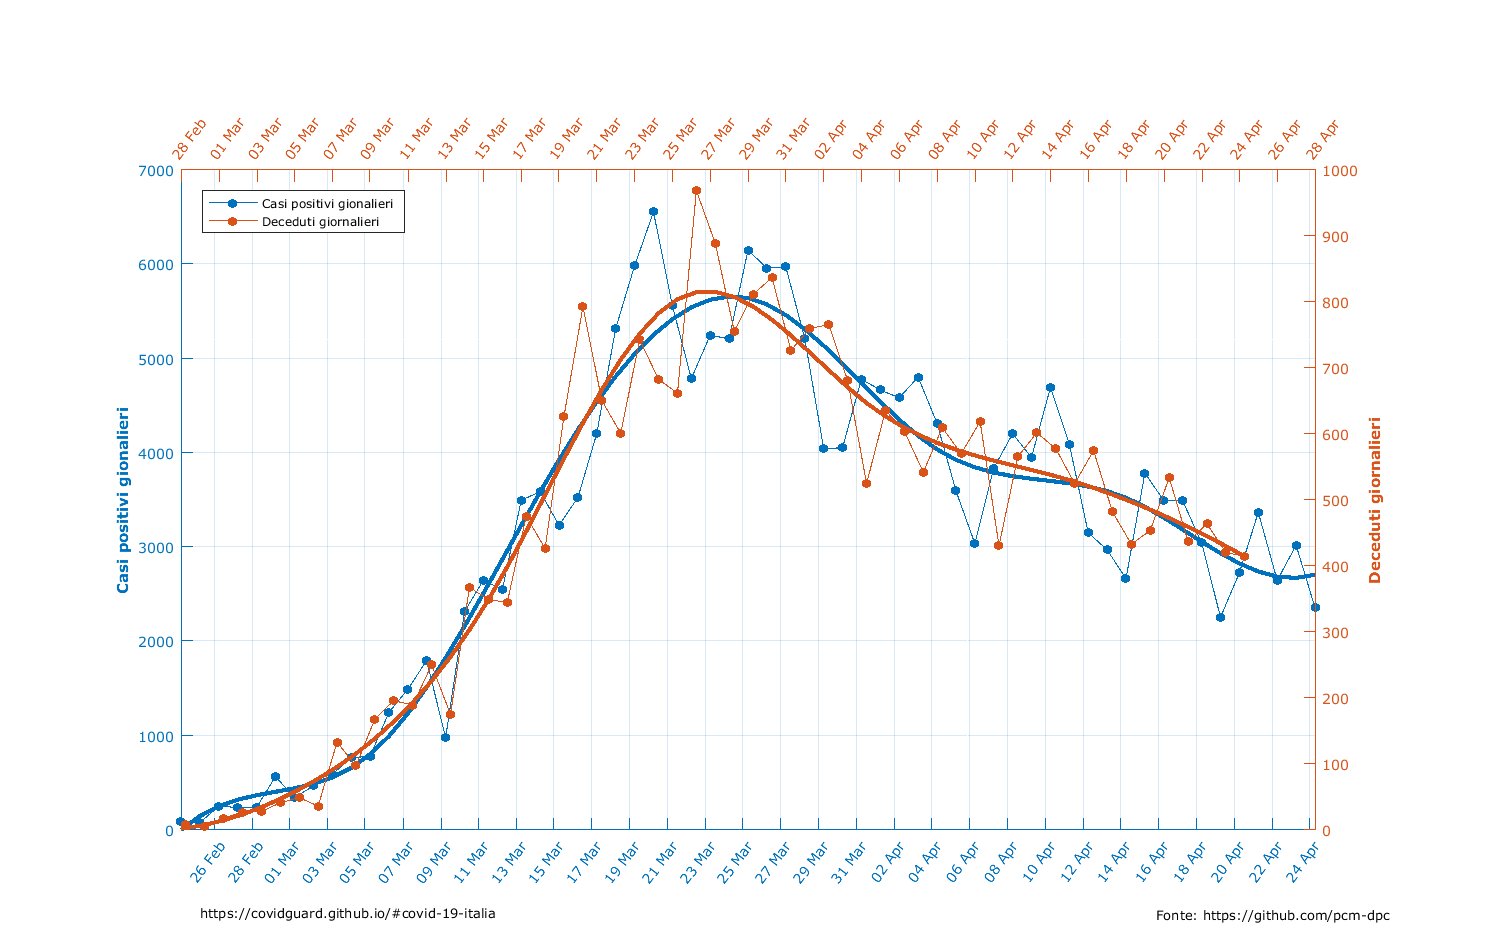 28 Feb 01 Mar 03 Mar 05 Mar 07 Mar 09 Mar 11 Mar 13 Mar 15 Mar 17 Mar 19 Mar 21 Mar 23 Mar 25 Mar 27 Mar 29 Mar 31 Mar 02 Apr 04 Apr 06 Apr 08 Apr 10 Apr 12 Apr 14 Apr 16 Apr 18 Apr 20 Apr 22 Apr 24 Apr 26 Apr 28 Apr
7000 1000
Casi positivi gionalieri
Deceduti giornalieri
900
6000
800
5000
700
600
4000
500
3000
400
300
2000
200
1000
100
0 0
Casi positivi gionalieri
Deceduti giornalieri
26 Feb 28 Feb 01 Mar 03 Mar 05 Mar 07 Mar 09 Mar 11 Mar 13 Mar 15 Mar 17 Mar 19 Mar 21 Mar 23 Mar 25 Mar 27 Mar 29 Mar 31 Mar 02 Apr 04 Apr 06 Apr 08 Apr 10 Apr 12 Apr 14 Apr 16 Apr 18 Apr 20 Apr 22 Apr 24 Apr
https://covidguard.github.io/#covid-19-italia
Fonte: https://github.com/pcm-dpc